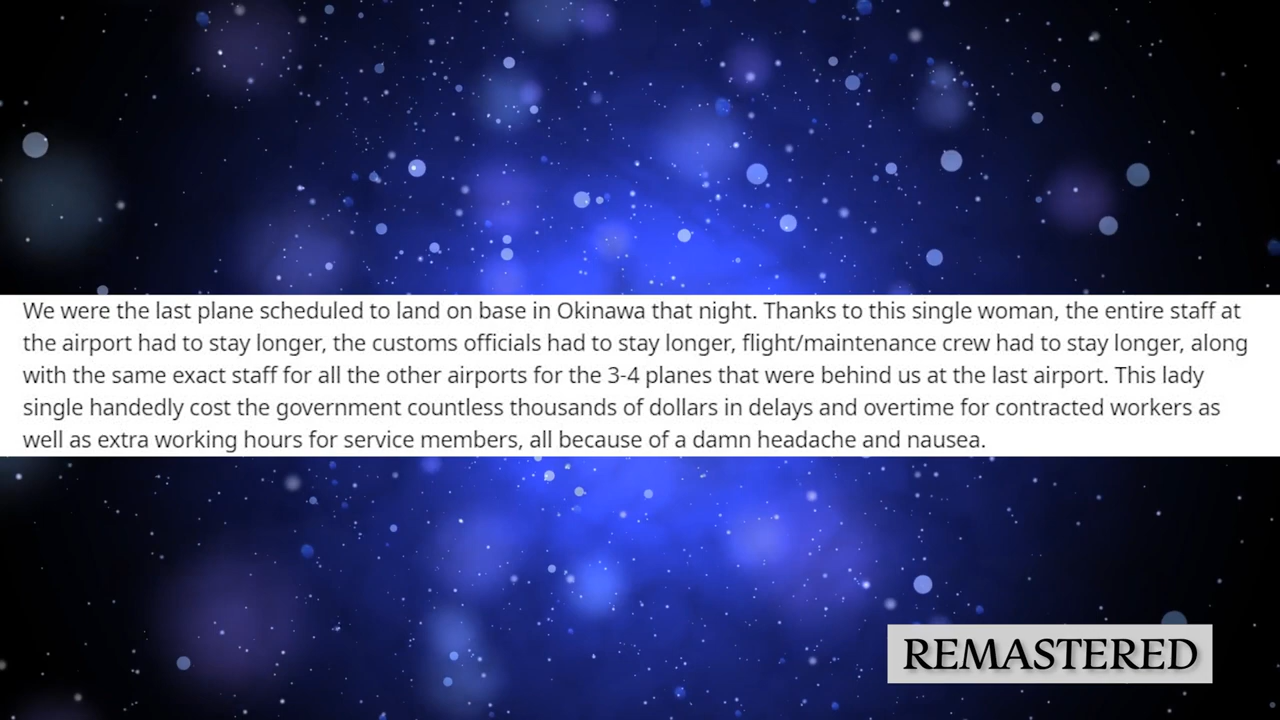 We were the last plane scheduled to land on base in Okinawa that night. Thanks to this single woman, the entire staff at
the airport had to stay longer, the customs officials had to stay longer, flight/maintenance crew had to stay longer, along
with the same exact staff for all the other airports for the 3-4 planes that were behind us at the last airport. This lady
single handedly cost the government countless thousands of dollars in delays and overtime for contracted workers as
well as extra working hours for service members, all because of a damn headache and nausea.
REMASTERED